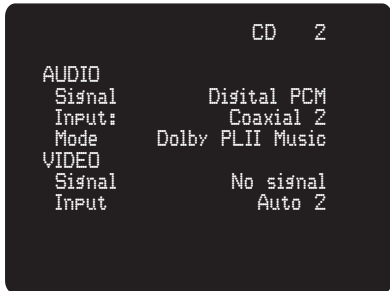 CD 2
AUDIO
Signal Digital PCM
Input: Coaxial 2
Mode Dolby PLII Music
VIDEO
Signal No signal
Input Auto 2